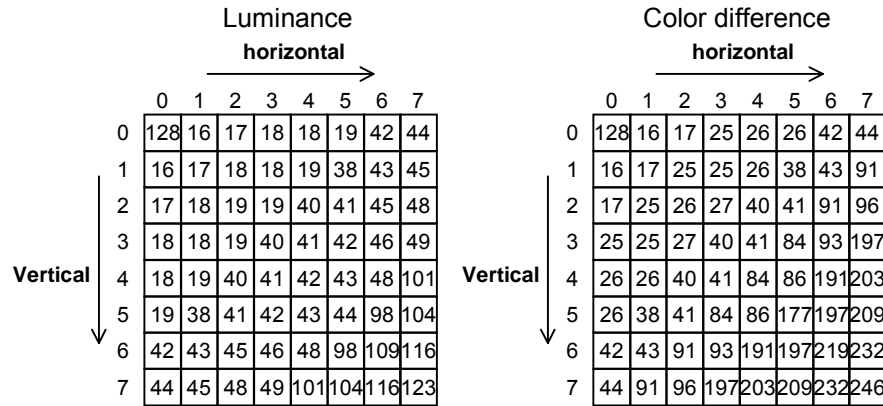 Luminance Color difference
horizontal horizontal
0 1 2 3 4 5 6 7 0 1 2 3 4 5 6 7
0 128 16 17 18 18 19 42 44 0 128 16 17 25 26 26 42 44
1 16 17 18 18 19 38 43 45 1 16 17 25 25 26 38 43 91
2 17 18 19 19 40 41 45 48 2 17 25 26 27 40 41 91 96
3 18 18 19 40 41 42 46 49 3 25 25 27 40 41 84 93 197
Vertical 4 18 19 40 41 42 43 48 101 Vertical 4 26 26 40 41 84 86 191 203
5 19 38 41 42 43 44 98 104 5 26 38 41 84 86 177 197 209
6 42 43 45 46 48 98 109 116 6 42 43 91 93 191 197 219 232
7 44 45 48 49 101 104 116 123 7 44 91 96 197 203 209 232 246